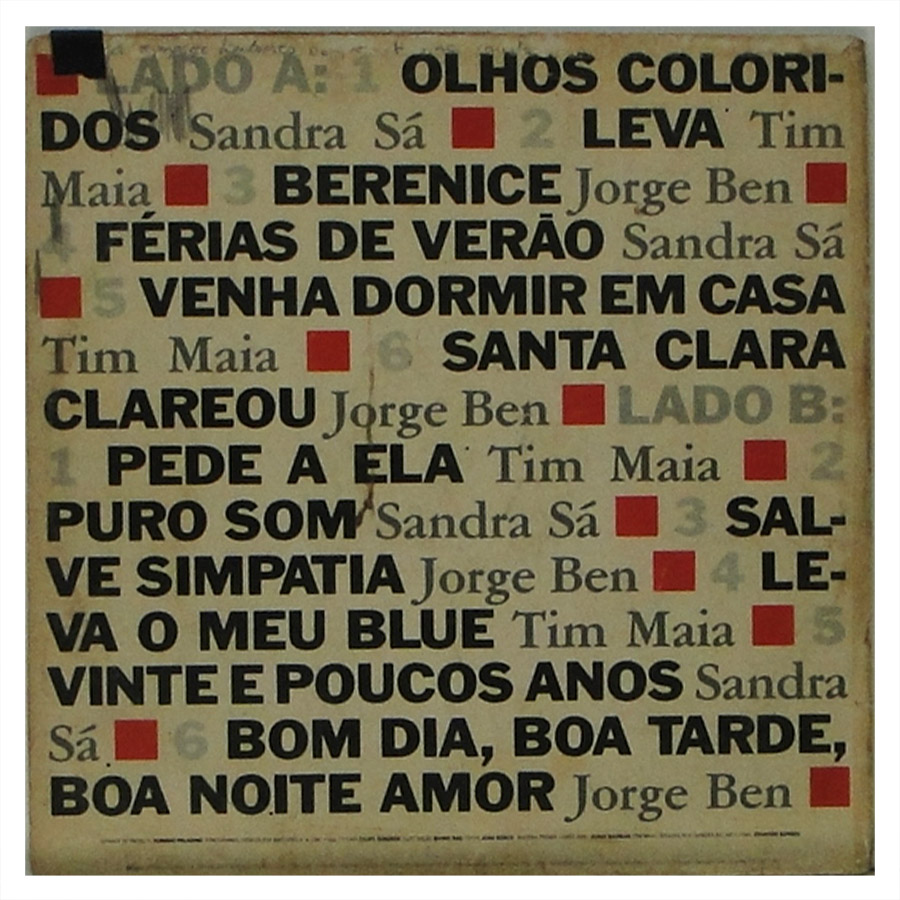 LADO A: 1 OLHOS COLORI-
DOS Sandra Sá 2 LEVA Tim
Maia 3 BERENICE Jorge Ben
4 FÉRIAS DE VERÃO Sandra Sá
5 VENHA DORMIR EM CASA
Tim Maia 6 SANTA CLARA
CLAREOU Jorge Ben LADO B:
1 PEDE A ELA Tim Maia 2
PURO SOM Sandra Sá 3 SAL-
VE SIMPATIA Jorge Ben 4 LE-
VA O MEU BLUE Tim Maia 5
VINTE E POUCOS ANOS Sandra
Sá 6 BOM DIA, BOA TARDE,
BOA NOITE AMOR Jorge Ben